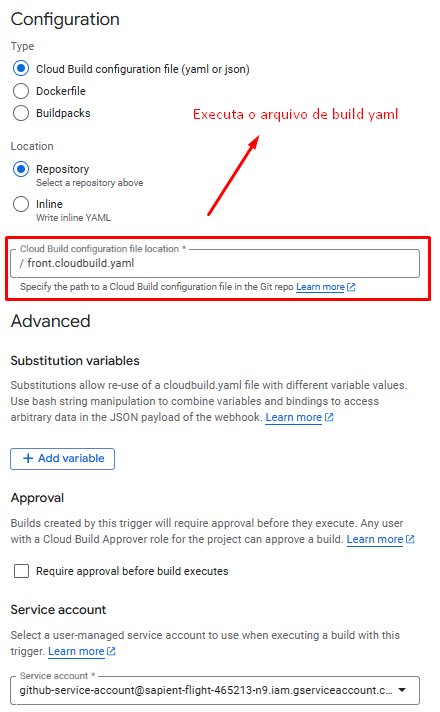 Configuration
Type
Cloud Build configuration file (yaml or json)
Dockerfile
Buildpacks
Executa o arquivo de build yaml
Location
Repository
Select a repository above
Inline
Write inline YAML
Cloud Build configuration file location *
/ front.cloudbuild.yaml
Specify the path to a Cloud Build configuration file in the Git repo Learn more
Advanced
Substitution variables
Substitutions allow re-use of a cloudbuild.yaml file with different variable values.
Use bash string manipulation to combine variables and bindings to access
arbitrary data in the JSON payload of the webhook. Learn more
+ Add variable
Approval
Builds created by this trigger will require approval before they execute. Any user
with a Cloud Build Approver role for the project can approve a build. Learn more
Require approval before build executes
Service account
Select a user-managed service account to use when executing a build with this
trigger. Learn more
Service account *
github-service-account@sapient-flight-465213-n9.iam.gserviceaccount.c...